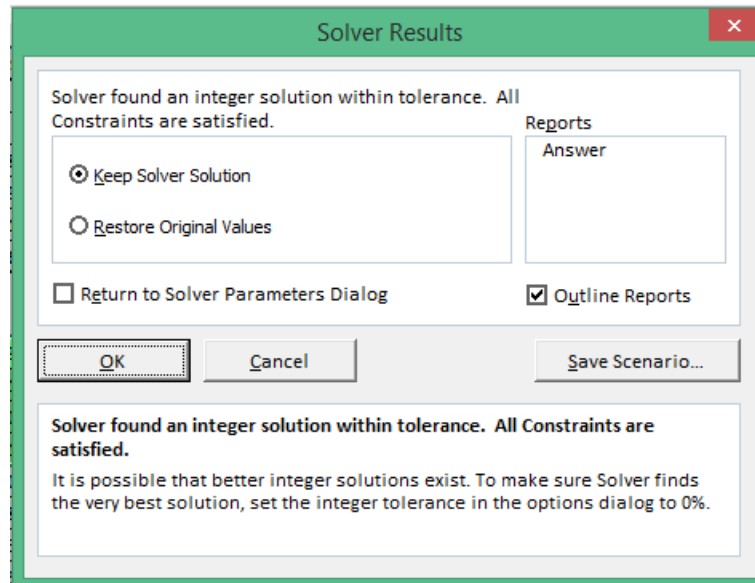 Solver Results
Solver found an integer solution within tolerance.  All
Constraints are satisfied.
Reports
Answer
Keep Solver Solution
Restore Original Values
Return to Solver Parameters Dialog
Outline Reports
OK
Cancel
Save Scenario...
Solver found an integer solution within tolerance.  All Constraints are
satisfied.
It is possible that better integer solutions exist. To make sure Solver finds
the very best solution, set the integer tolerance in the options dialog to 0%.